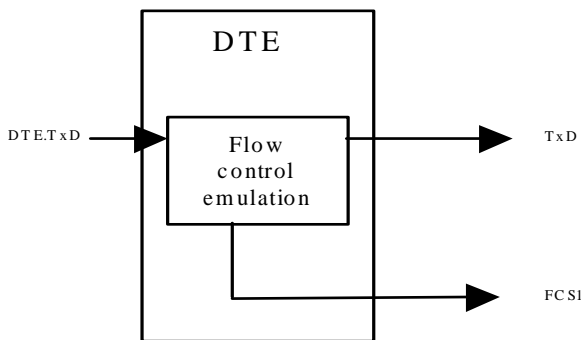 DTE
DTE.TxD
Flow
control
emulation
TxD
FCS1